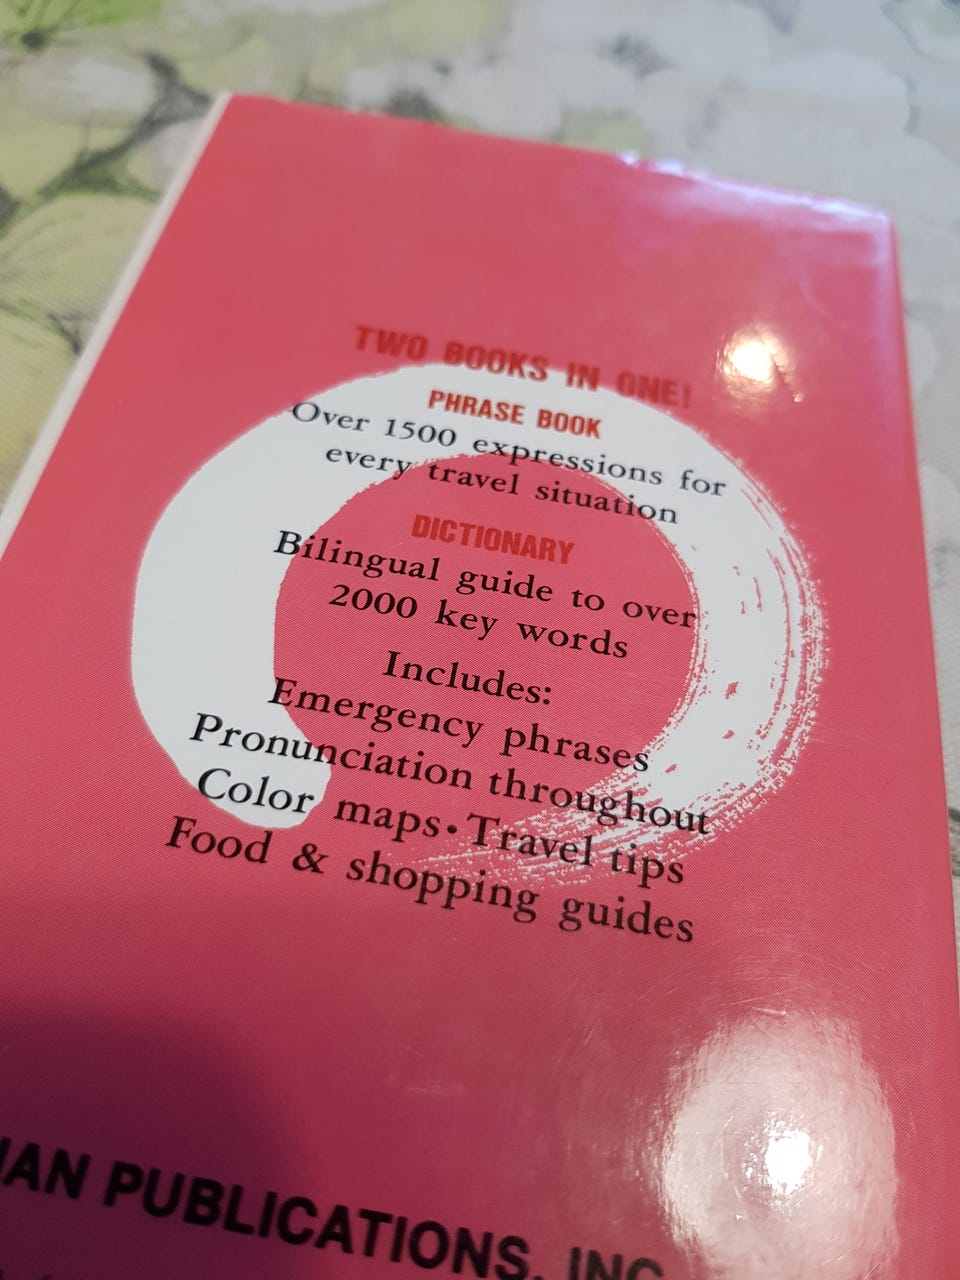 TWO BOOKS IN ONE!
PHRASE BOOK
Over 1500 expressions for
every travel situation
DICTIONARY
Bilingual guide to over
2000 key words
Includes:
Emergency phrases
Pronunciation throughout
Color maps • Travel tips
Food & shopping guides
PUBLICATIONS, INC